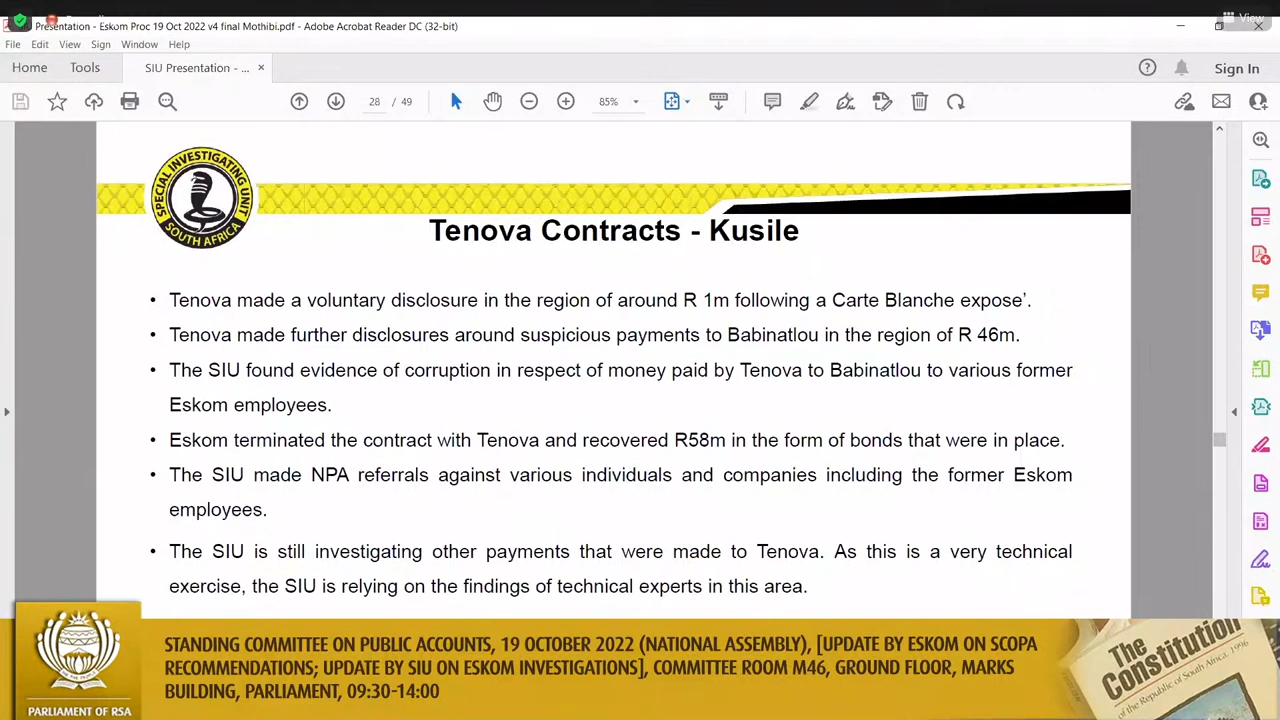 View
Presentation - Eskom Proc 19 Oct 2022 v4 final Mothibi.pdf - Adobe Acrobat Reader DC (32-bit)
File Edit View Sign Window Help
Home Tools SIU Presentation - ... × Sign In
28 / 49 85%
SPECIAL INVESTIGATING UNIT
SOUTH AFRICA
Tenova Contracts - Kusile
• Tenova made a voluntary disclosure in the region of around R 1m following a Carte Blanche expose’.
• Tenova made further disclosures around suspicious payments to Babinatlou in the region of R 46m.
• The SIU found evidence of corruption in respect of money paid by Tenova to Babinatlou to various former
Eskom employees.
• Eskom terminated the contract with Tenova and recovered R58m in the form of bonds that were in place.
• The SIU made NPA referrals against various individuals and companies including the former Eskom
employees.
• The SIU is still investigating other payments that were made to Tenova. As this is a very technical
exercise, the SIU is relying on the findings of technical experts in this area.
STANDING COMMITTEE ON PUBLIC ACCOUNTS, 19 OCTOBER 2022 (NATIONAL ASSEMBLY), [UPDATE BY ESKOM ON SCOPA
RECOMMENDATIONS; UPDATE BY SIU ON ESKOM INVESTIGATIONS], COMMITTEE ROOM M46, GROUND FLOOR, MARKS
BUILDING, PARLIAMENT, 09:30-14:00
PARLIAMENT OF RSA
The
Constitution
of the Republic of South Africa, 1996